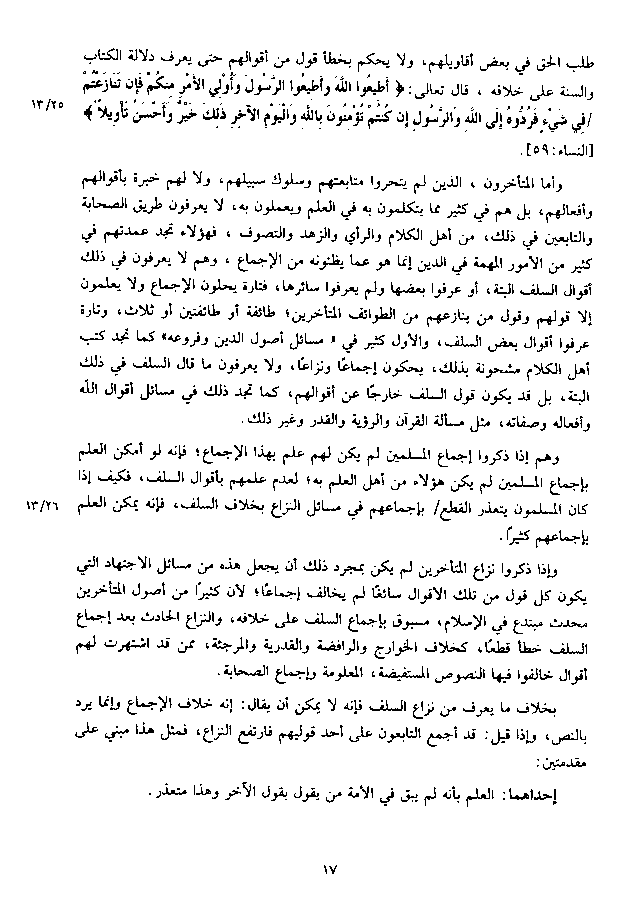 طلب الحق في بعض أقاويلهم، ولا يحكم بخطأ قول من أقوالهم حتى يعرف دلالة الكتاب
والسنة على خلافه ، قال تعالى: ﴿ أَطِيعُوا اللَّهَ وَأَطِيعُوا الرَّسُولَ وَأُوْلِي الأَمْرِ مِنكُمْ فَإِن تَنَازَعْتُمْ
١٣/٢٥
/فِي شَيْءٍ فَرُدُّوهُ إِلَى اللَّهِ وَالرَّسُولِ إِن كُنتُمْ تُؤْمِنُونَ بِاللَّهِ وَالْيَوْمِ الآخِرِ ذَلِكَ خَيْرٌ وَأَحْسَنُ تَأْوِيلاً ﴾
[النساء: ٥٩].
وأما المتأخرون ، الذين لم يتحروا متابعتهم وسلوك سبيلهم، ولا لهم خبرة بأقوالهم
وأفعالهم، بل هم في كثير مما يتكلمون به في العلم ويعملون به، لا يعرفون طريق الصحابة
والتابعين في ذلك، من أهل الكلام والرأي والزهد والتصوف ، فهؤلاء تجد عمدتهم في
كثير من الأمور المهمة في الدين إنما هو عما يظنونه من الإجماع ، وهم لا يعرفون في ذلك
أقوال السلف البتة، أو عرفوا بعضها ولم يعرفوا سائرها، فتارة يحلون الإجماع ولا يعلمون
إلا قولهم وقول من ينازعهم من الطوائف المتأخرين؛ طائفة أو طائفتين أو ثلاث، وتارة
عرفوا أقوال بعض السلف، والأول كثير في « مسائل أصول الدين وفروعه» كما تجد كتب
أهل الكلام مشحونة بذلك، يحكون إجماعًا ونزاعًا، ولا يعرفون ما قال السلف في ذلك
البتة، بل قد يكون قول السلف خارجًا عن أقوالهم، كما تجد ذلك في مسائل أقوال الله
وأفعاله وصفاته، مثل مسألة القرآن والرؤية والقدر وغير ذلك.
وهم إذا ذكروا إجماع المسلمين لم يكن لهم علم بهذا الإجماع؛ فإنه لو أمكن العلم
بإجماع المسلمين لم يكن هؤلاء من أهل العلم به؛ لعدم علمهم بأقوال السلف، فكيف إذا
كان المسلمون يتعذر القطع/ بإجماعهم في مسائل النزاع بخلاف السلف، فإنه يمكن العلم
١٣/٢٦
بإجماعهم كثيرًا.
وإذا ذكروا نزاع المتأخرين لم يكن بمجرد ذلك أن يجعل هذه من مسائل الاجتهاد التي
يكون كل قول من تلك الأقوال سائغًا لم يخالف إجماعًا؛ لأن كثيرًا من أصول المتأخرين
محدث مبتدع في الإسلام، مسبوق بإجماع السلف على خلافه، والنزاع الحادث بعد إجماع
السلف خطأ قطعًا، كخلاف الخوارج والرافضة والقدرية والمرجئة، ممن قد اشتهرت لهم
أقوال خالفوا فيها النصوص المستفيضة، المعلومة وإجماع الصحابة.
بخلاف ما يعرف من نزاع السلف فإنه لا يمكن أن يقال: إنه خلاف الإجماع وإنما يرد
بالنص، وإذا قيل: قد أجمع التابعون على أحد قوليهم فارتفع النزاع، فمثل هذا مبني على
مقدمتين:
إحداهما: العلم بأنه لم يبق في الأمة من يقول بقول الآخر وهذا متعذر.
١٧